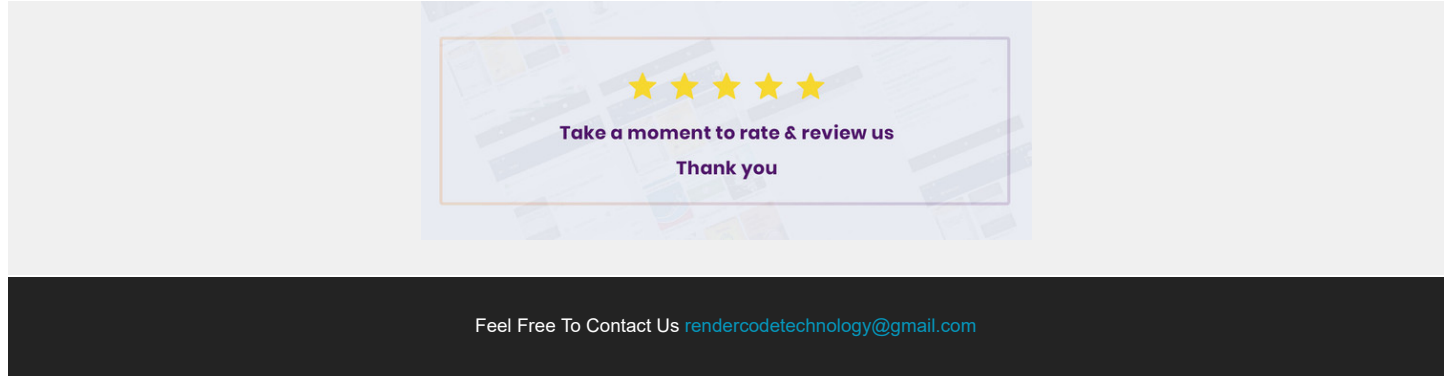 Take a moment to rate & review us
Thank you
Feel Free To Contact Us rendercodetechnology@gmail.com